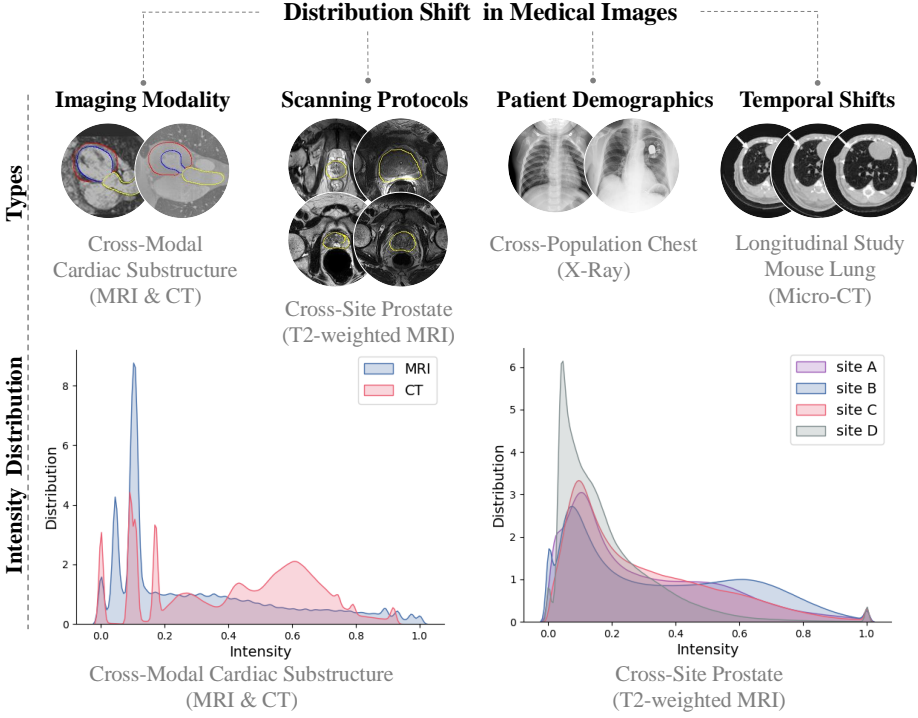 Distribution Shift in Medical Images
Imaging Modality
Scanning Protocols
Patient Demographics
Temporal Shifts
Types
Cross-Modal
Cardiac Substructure
(MRI & CT)
Cross-Site Prostate
(T2-weighted MRI)
Cross-Population Chest
(X-Ray)
Longitudinal Study
Mouse Lung
(Micro-CT)
Intensity Distribution
Distribution
8
6
4
2
0
0.0 0.2 0.4 0.6 0.8 1.0
Intensity
MRI
CT
Cross-Modal Cardiac Substructure
(MRI & CT)
Distribution
6
5
4
3
2
1
0
0.0 0.2 0.4 0.6 0.8 1.0
Intensity
site A
site B
site C
site D
Cross-Site Prostate
(T2-weighted MRI)